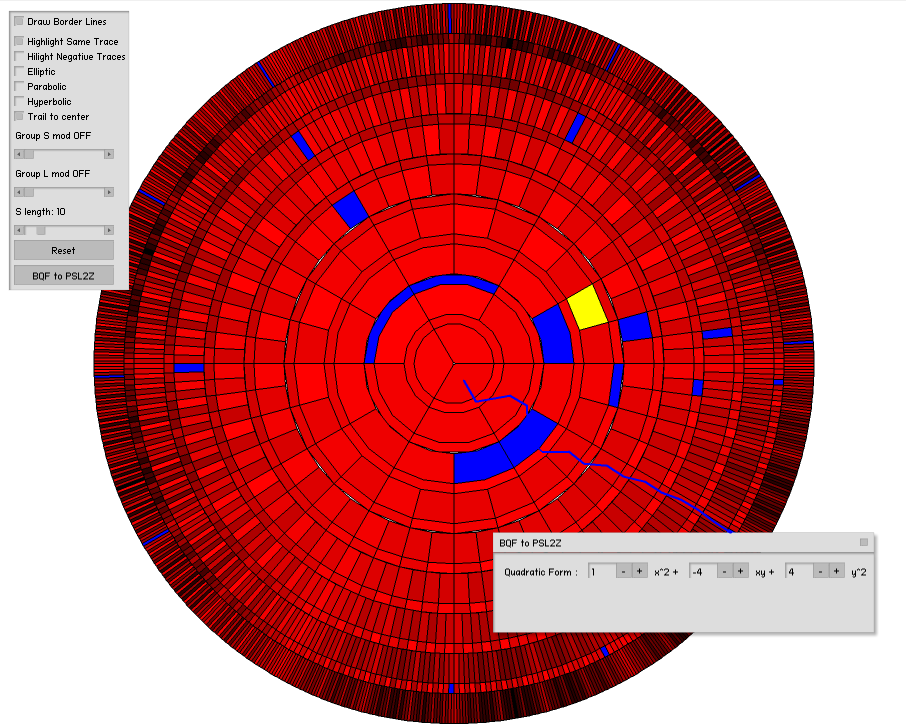 Draw Border Lines
Highlight Same Trace
Hilight Negative Traces
Elliptic
Parabolic
Hyperbolic
Trail to center
Group S mod OFF
Group L mod OFF
S length: 10
Reset
BQF to PSL2Z
BQF to PSL2Z
Quadratic Form : 1 - + x^2 + -4 - + xy + 4 - + y^2